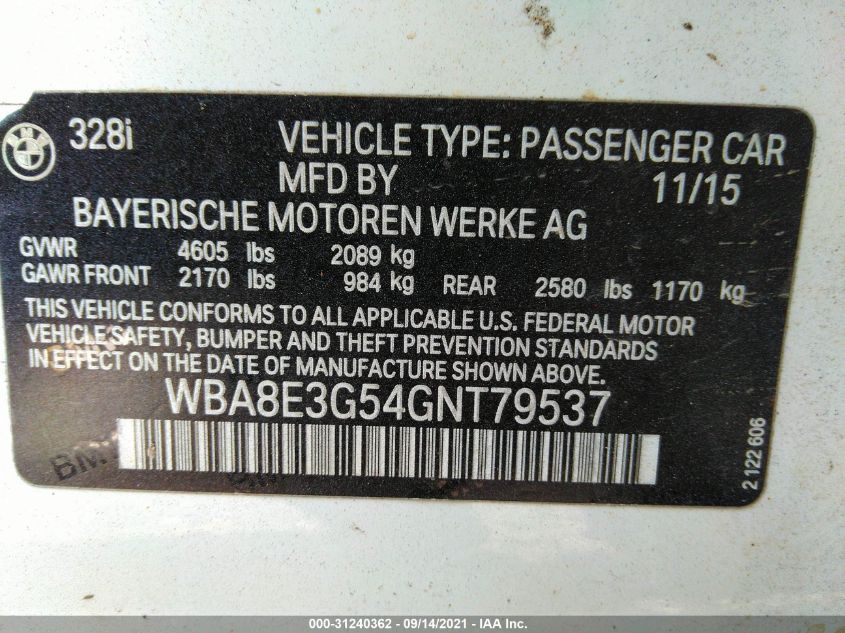 BMW 328i VEHICLE TYPE: PASSENGER CAR
MFD BY 11/15
BAYERISCHE MOTOREN WERKE AG
GVWR 4605 lbs 2089 kg
GAWR FRONT 2170 lbs 984 kg REAR 2580 lbs 1170 kg
THIS VEHICLE CONFORMS TO ALL APPLICABLE U.S. FEDERAL MOTOR
VEHICLE SAFETY, BUMPER AND THEFT PREVENTION STANDARDS
IN EFFECT ON THE DATE OF MANUFACTURE SHOWN ABOVE.
WBA8E3G54GNT79537
2 122 606
000-31240362 - 09/14/2021 - IAA Inc.